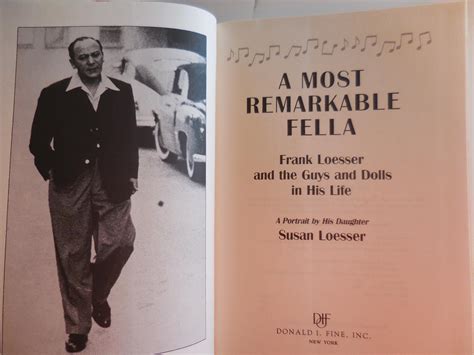 A MOST
REMARKABLE
FELLA
Frank Loesser
and the Guys and Dolls
in His Life
A Portrait by His Daughter
Susan Loesser
DIF
DONALD I. FINE, INC.
NEW YORK